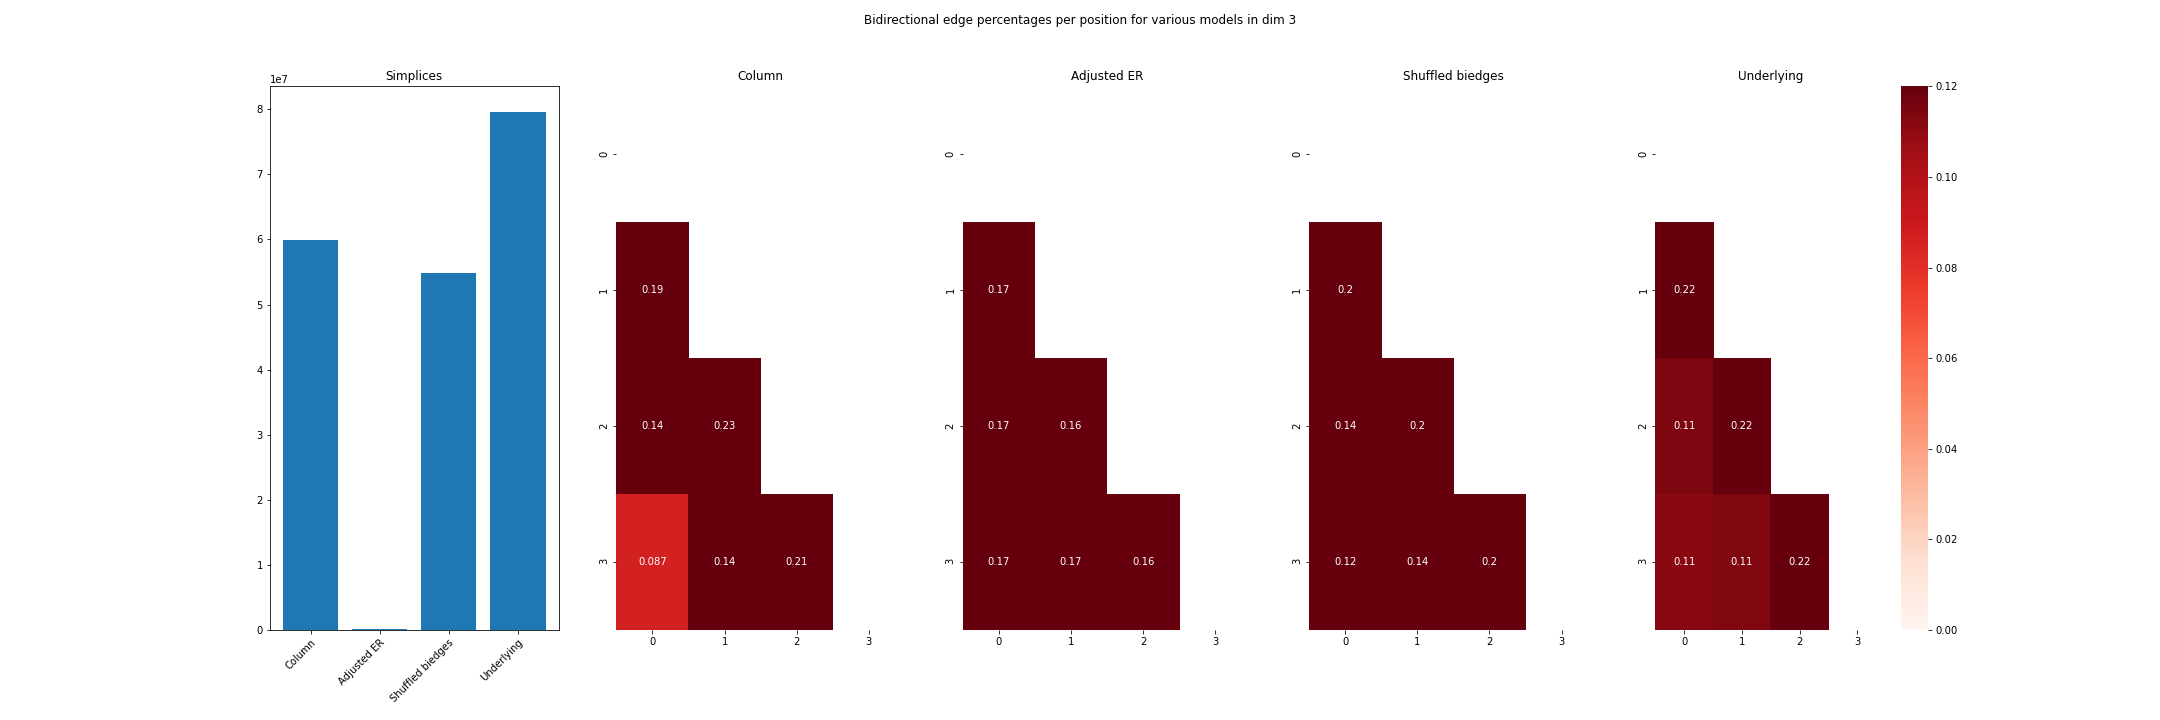 Bidirectional edge percentages per position for various models in dim 3
Simplices
1e7
8
7
6
5
4
3
2
1
0
Column
Adjusted ER
Shuffled biedges
Underlying
Column
0
1
2
3
0.19
0.14 0.23
0.087 0.14 0.21
0 1 2 3
Adjusted ER
0
1
2
3
0.17
0.17 0.16
0.17 0.17 0.16
0 1 2 3
Shuffled biedges
0
1
2
3
0.2
0.14 0.2
0.12 0.14 0.2
0 1 2 3
Underlying
0
1
2
3
0.22
0.11 0.22
0.11 0.11 0.22
0 1 2 3
0.12
0.10
0.08
0.06
0.04
0.02
0.00